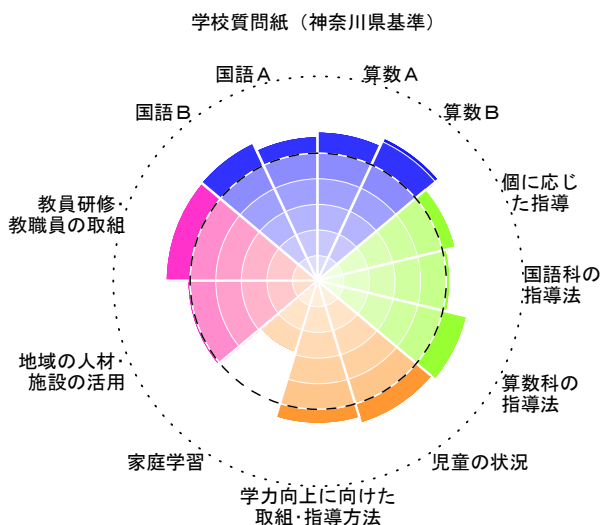 学校質問紙（神奈川県基準）
国語Ａ
算数Ａ
国語Ｂ
算数Ｂ
個に応じ
た指導
教員研修・
教職員の取組
国語科の
指導法
地域の人材・
施設の活用
算数科の
指導法
家庭学習
児童の状況
学力向上に向けた
取組・指導方法